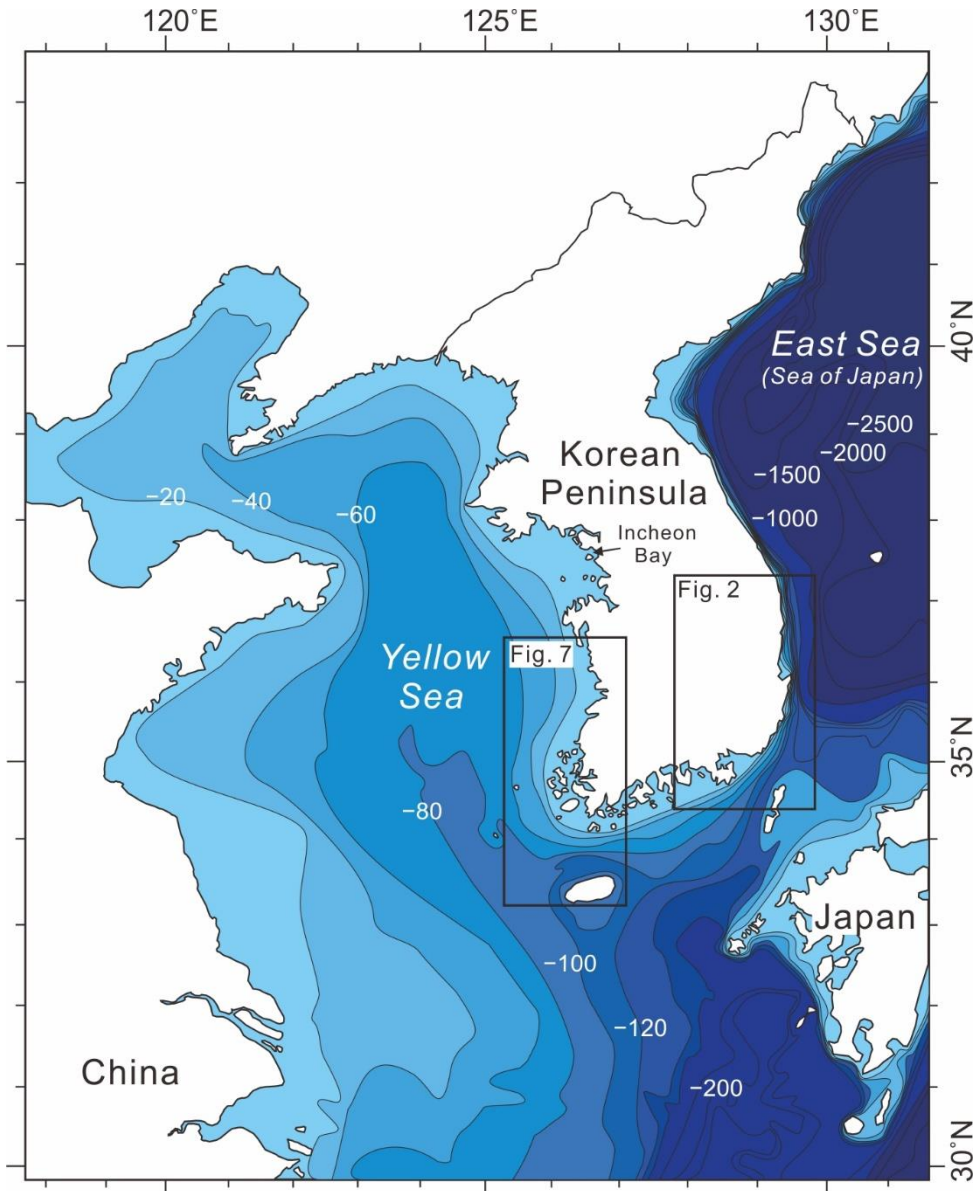 120°E
125°E
130°E
40°N
East Sea
(Sea of Japan)
−2500
−2000
−1500
−1000
Korean
Peninsula
−20
−40
−60
Incheon
Bay
Fig. 2
Yellow
Sea
Fig. 7
35°N
−80
Japan
−100
−120
China
−200
30°N